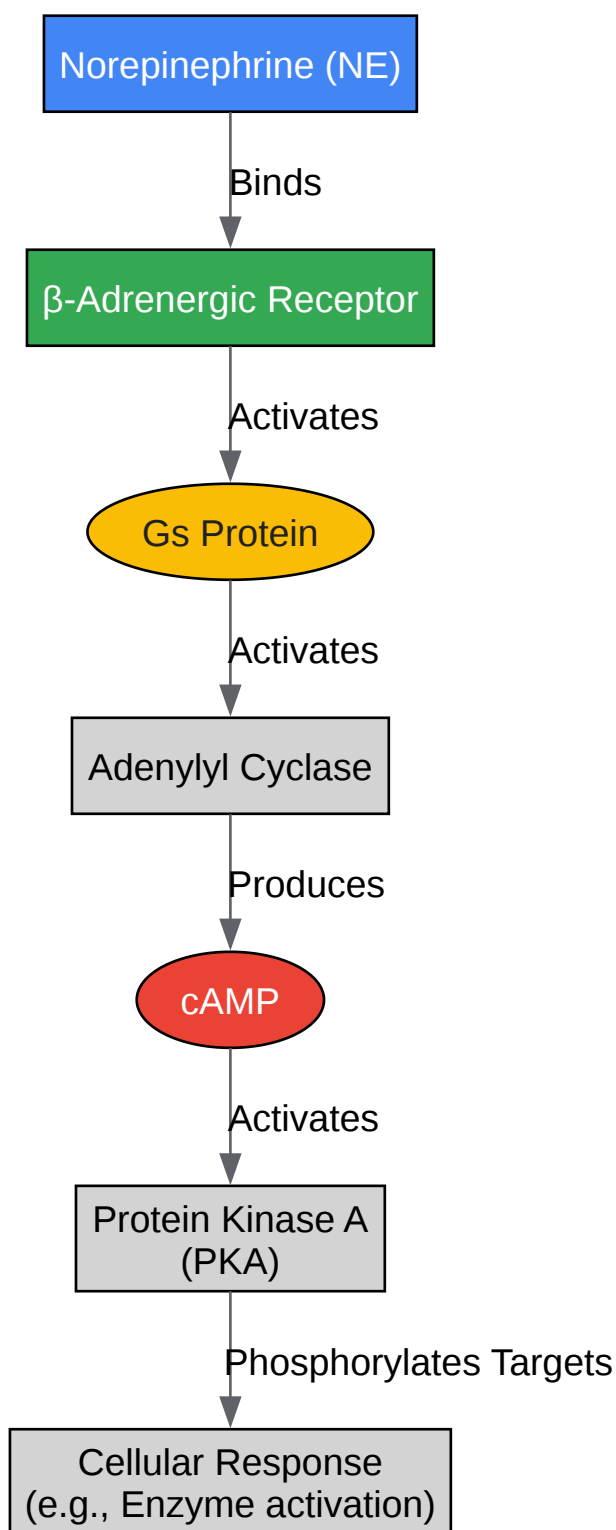 Norepinephrine (NE)
Binds
β-Adrenergic Receptor
Activates
Gs Protein
Activates
Adenylyl Cyclase
Produces
cAMP
Activates
Protein Kinase A
(PKA)
Phosphorylates Targets
Cellular Response
(e.g., Enzyme activation)